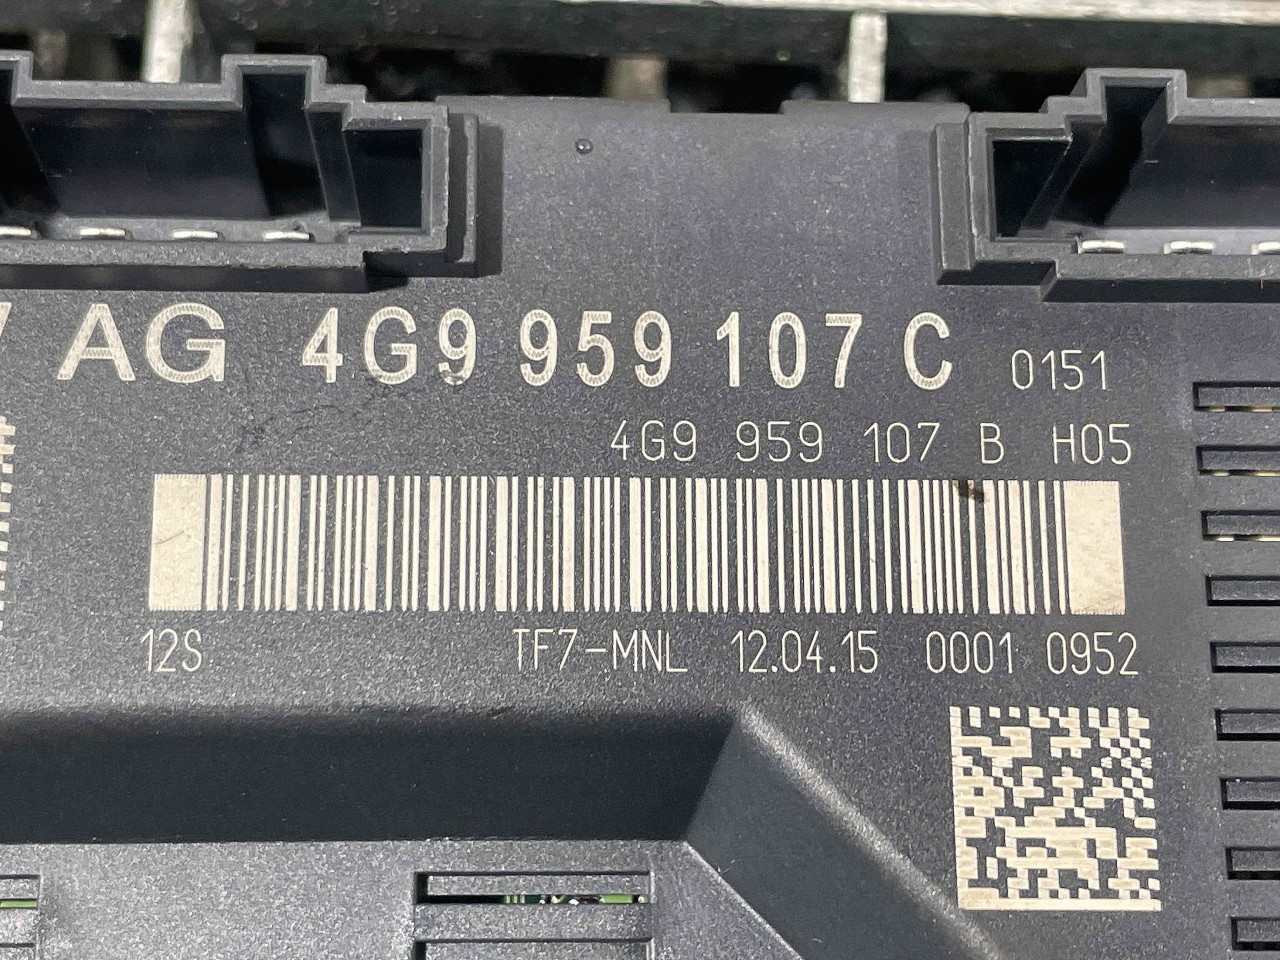 AG 4G9 959 107 C 0151
4G9 959 107 B H05
12S TF7-MNL 12.04.15 0001 0952